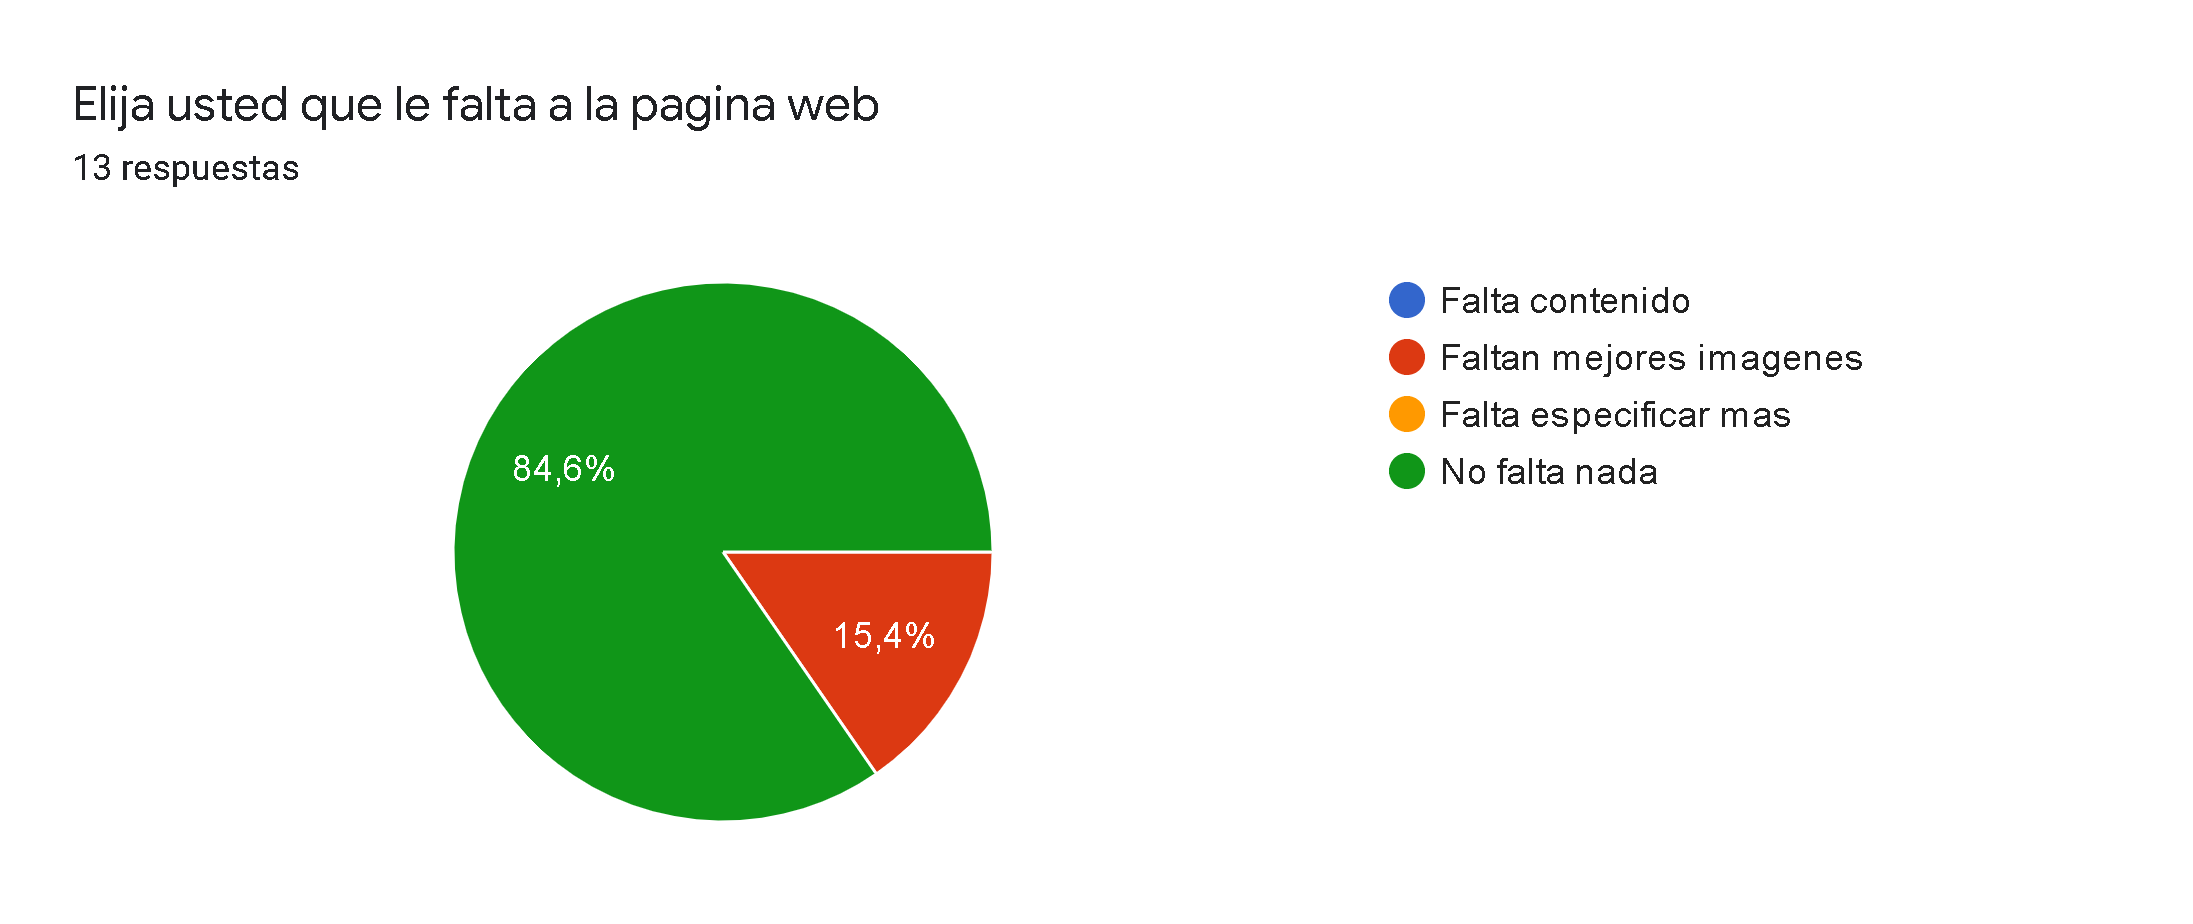 Elija usted que le falta a la pagina web
13 respuestas
Falta contenido
Faltan mejores imagenes
Falta especificar mas
No falta nada
84,6%
15,4%